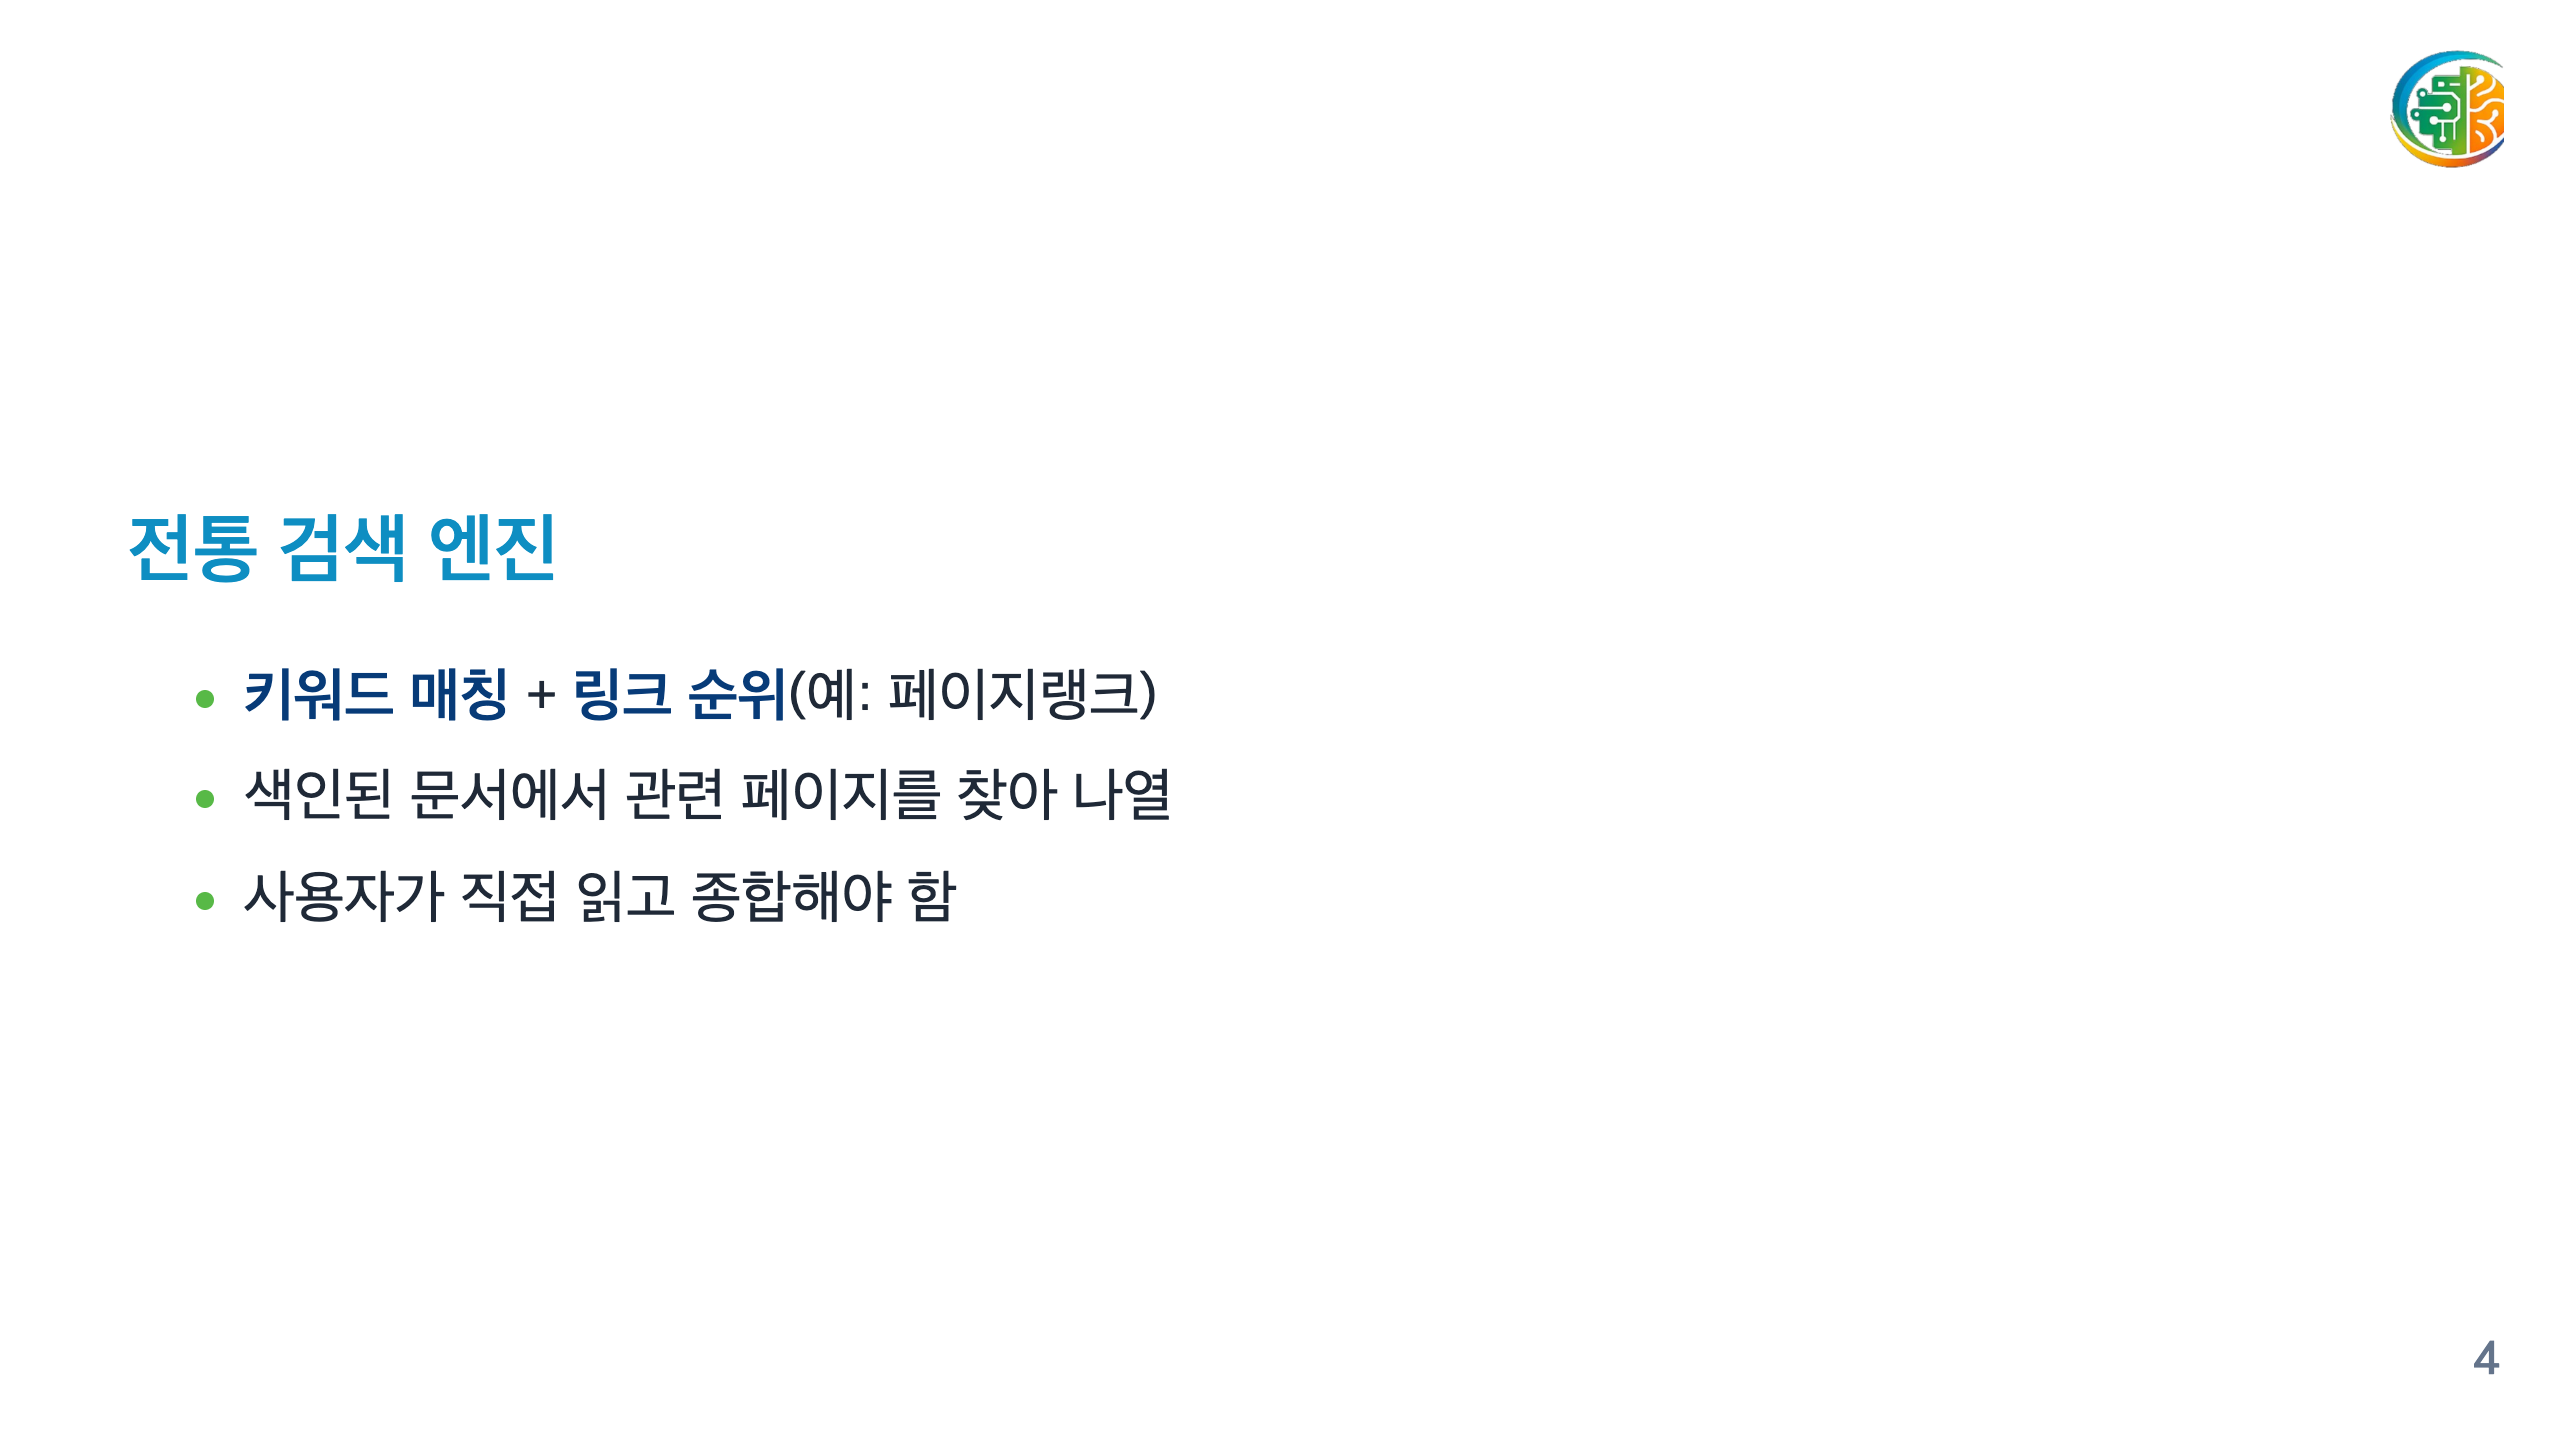 전통 검색 엔진
• 키워드 매칭 + 링크 순위(예: 페이지랭크)
• 색인된 문서에서 관련 페이지를 찾아 나열
• 사용자가 직접 읽고 종합해야 함
4